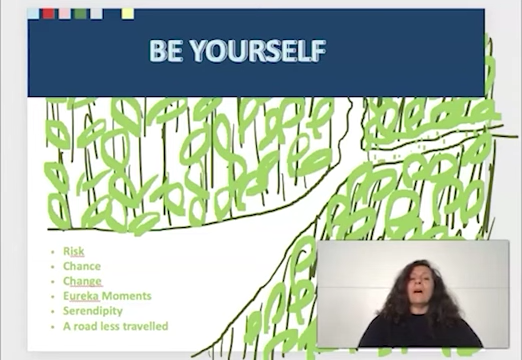 BE YOURSELF
Risk
Chance
Change
Eureka Moments
Serendipity
A road less travelled